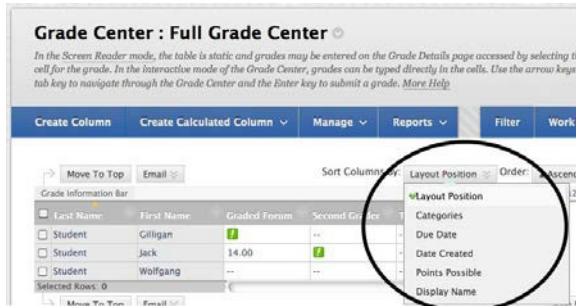 Grade Center : Full Grade Center
In the Screen Reader mode, the table is static and grades may be entered on the Grade Details page accessed by selecting th
cell for the grade. In the interactive mode of the Grade Center, grades can be typed directly in the cells. Use the arrow keys
tab key to navigate through the Grade Center and the Enter key to submit a grade. More Help
Create Column Create Calculated Column Manage Reports Filter Work
Move To Top Email Sort Columns By: Layout Position Order: Ascend
Grade Information Bar
Last Name First Name Graded Forum Second Grader
Student Gilligan --
Student Jack 14.00
Student Wolfgang -- --
Selected Rows: 0
Move To Top Email
Layout Position
Categories
Due Date
Date Created
Points Possible
Display Name